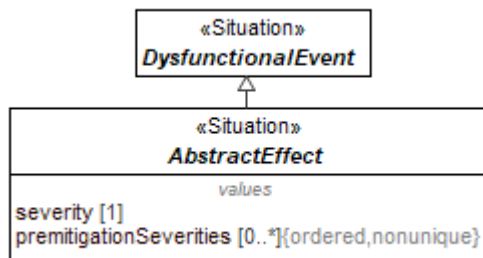 «Situation»
DysfunctionalEvent
«Situation»
AbstractEffect
values
severity [1]
premitigationSeverities [0..*]{ordered,nonunique}